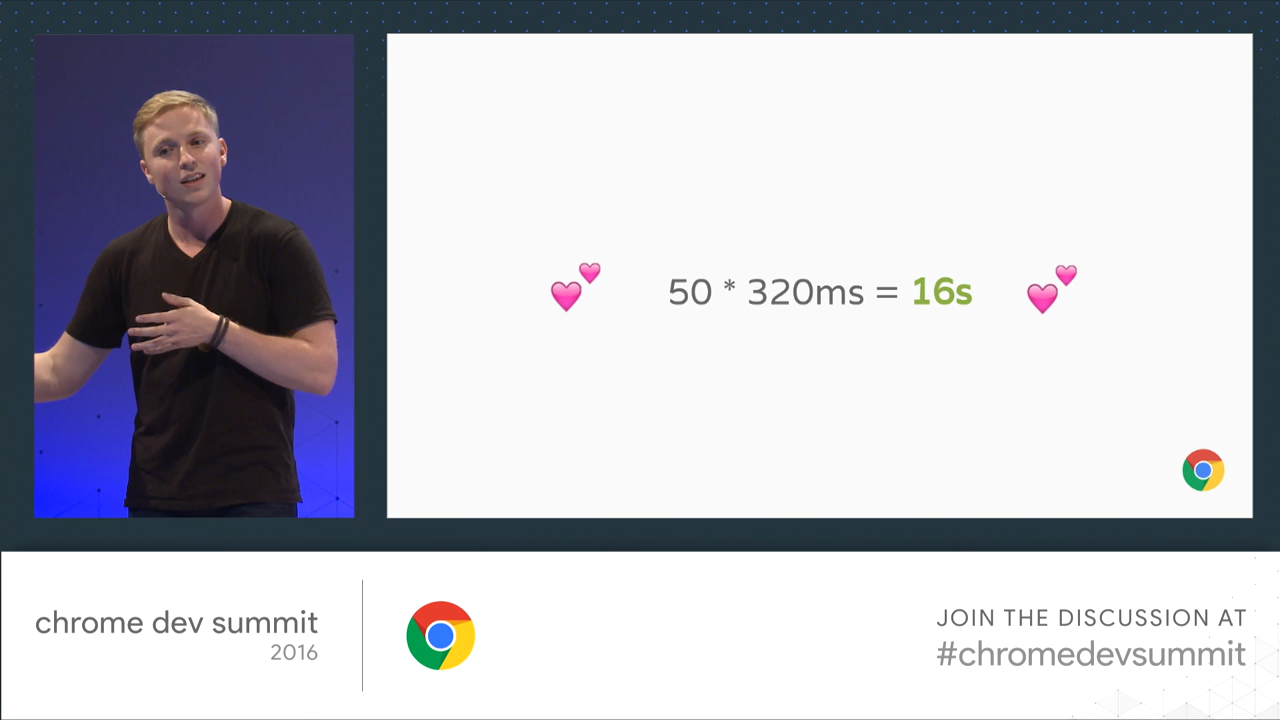 50 * 320ms = 16s
chrome dev summit
2016
JOIN THE DISCUSSION AT
#chromedevsummit